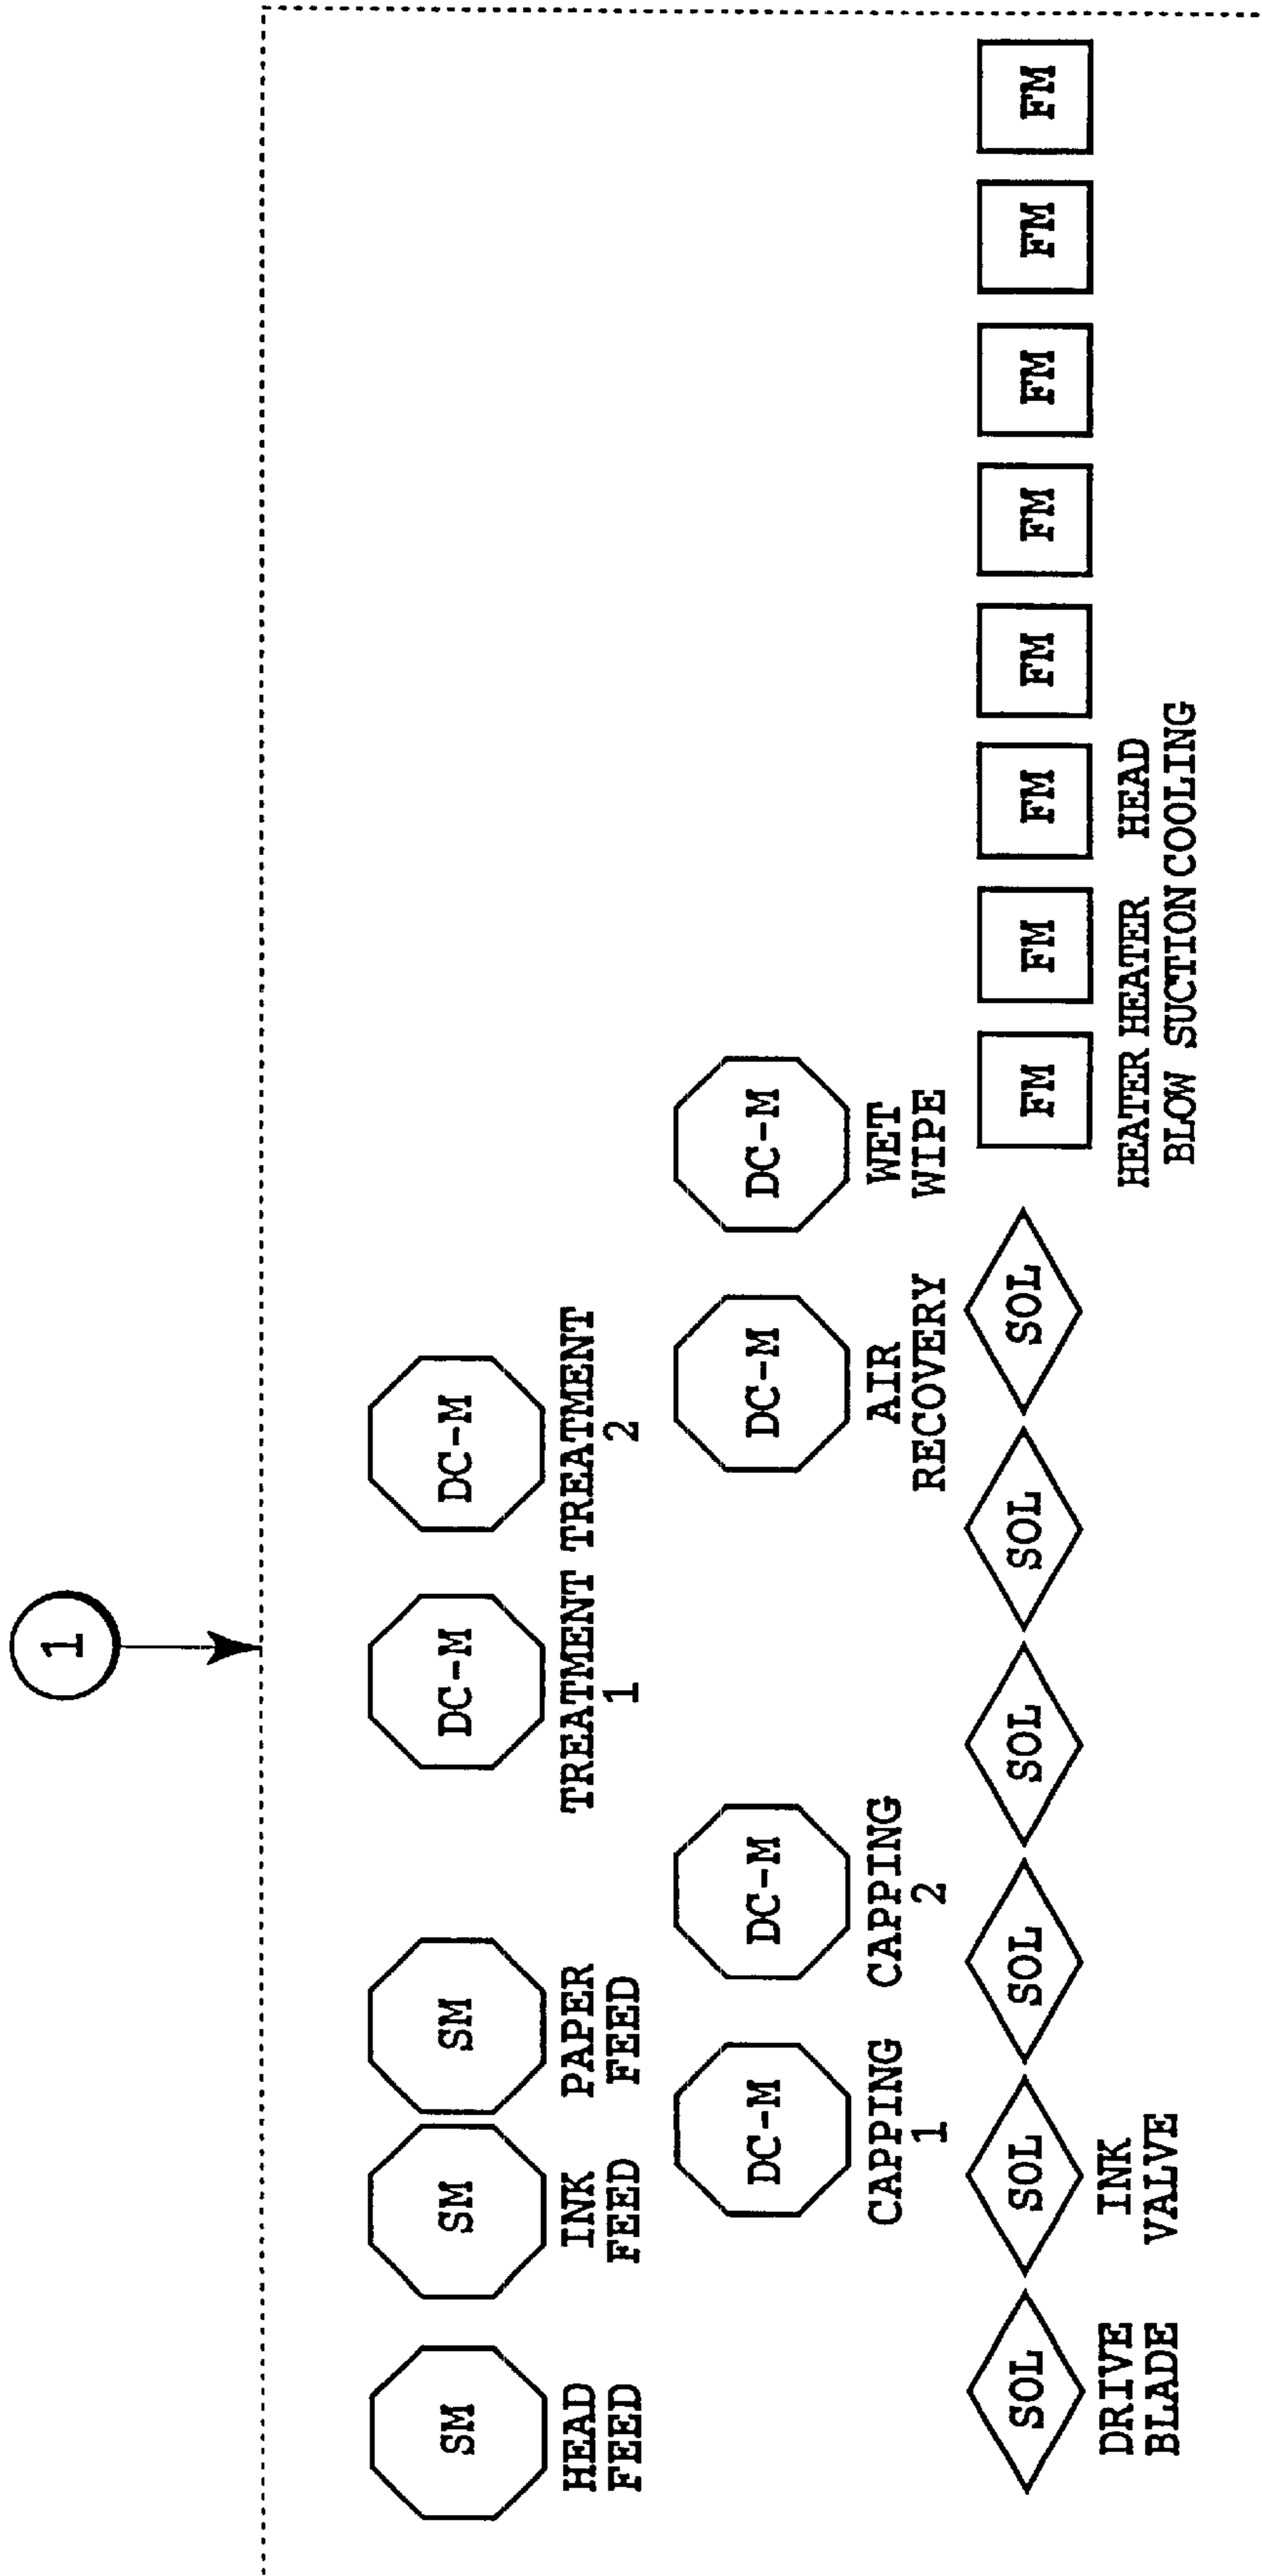 1
SM SM SM DC-M DC-M
HEAD INK PAPER TREATMENT TREATMENT
FEED FEED FEED 1 2
DC-M DC-M DC-M DC-M
CAPPING CAPPING AIR WET
1 2 RECOVERY WIPE
SOL SOL SOL SOL SOL SOL FM FM FM FM FM FM FM FM
DRIVE INK HEATER HEATER HEAD
BLADE VALVE BLOW SUCTION COOLING